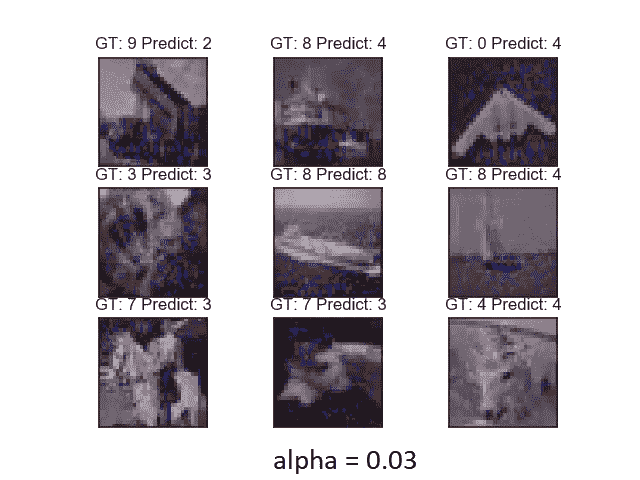 GT: 9 Predict: 2 GT: 8 Predict: 4 GT: 0 Predict: 4
GT: 3 Predict: 3 GT: 8 Predict: 8 GT: 8 Predict: 4
GT: 7 Predict: 3 GT: 7 Predict: 3 GT: 4 Predict: 4
alpha = 0.03